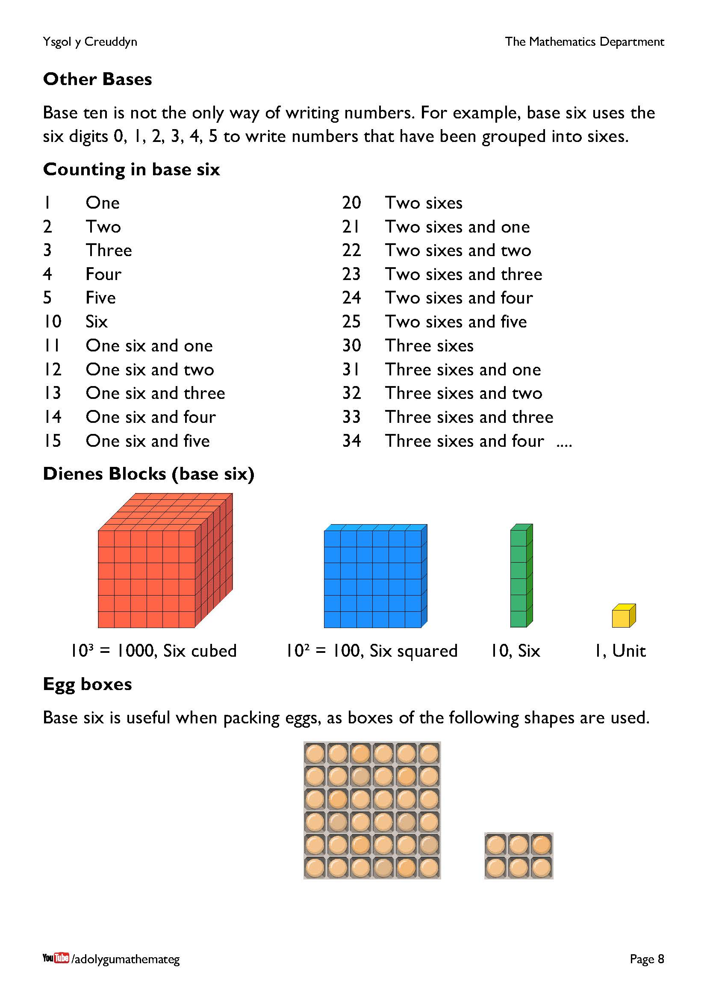 Ysgol y Creuddyn
The Mathematics Department
Other Bases
Base ten is not the only way of writing numbers. For example, base six uses the
six digits 0, 1, 2, 3, 4, 5 to write numbers that have been grouped into sixes.
Counting in base six
1 One
2 Two
3 Three
4 Four
5 Five
10 Six
11 One six and one
12 One six and two
13 One six and three
14 One six and four
15 One six and five
20 Two sixes
21 Two sixes and one
22 Two sixes and two
23 Two sixes and three
24 Two sixes and four
25 Two sixes and five
30 Three sixes
31 Three sixes and one
32 Three sixes and two
33 Three sixes and three
34 Three sixes and four ....
Dienes Blocks (base six)
10³ = 1000, Six cubed
10² = 100, Six squared
10, Six
1, Unit
Egg boxes
Base six is useful when packing eggs, as boxes of the following shapes are used.
YouTube/adolygumathemateg
Page 8